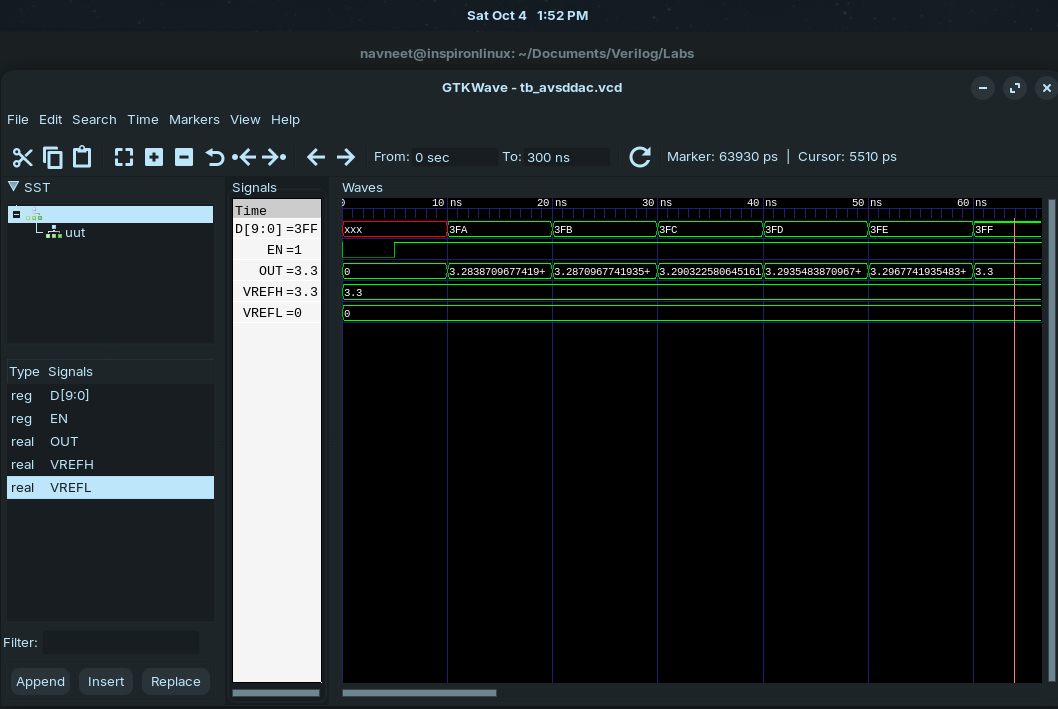 Sat Oct 4 1:52 PM
navneet@inspironlinux: ~/Documents/Verilog/Labs
GTKWave - tb_avsddac.vcd
File Edit Search Time Markers View Help
From: 0 sec To: 300 ns Marker: 63930 ps | Cursor: 5510 ps
SST
uut
Type Signals
reg D[9:0]
reg EN
real OUT
real VREFH
real VREFL
Filter:
Append Insert Replace
Signals
Time
D[9:0]=3FF
EN=1
OUT=3.3
VREFH=3.3
VREFL=0
Waves
0 10 ns 20 ns 30 ns 40 ns 50 ns 60 ns
xxx 3FA 3FB 3FC 3FD 3FE 3FF
0 3.2838709677419+ 3.2870967741935+ 3.290322580645161 3.2935483870967+ 3.2967741935483+ 3.3
3.3
0